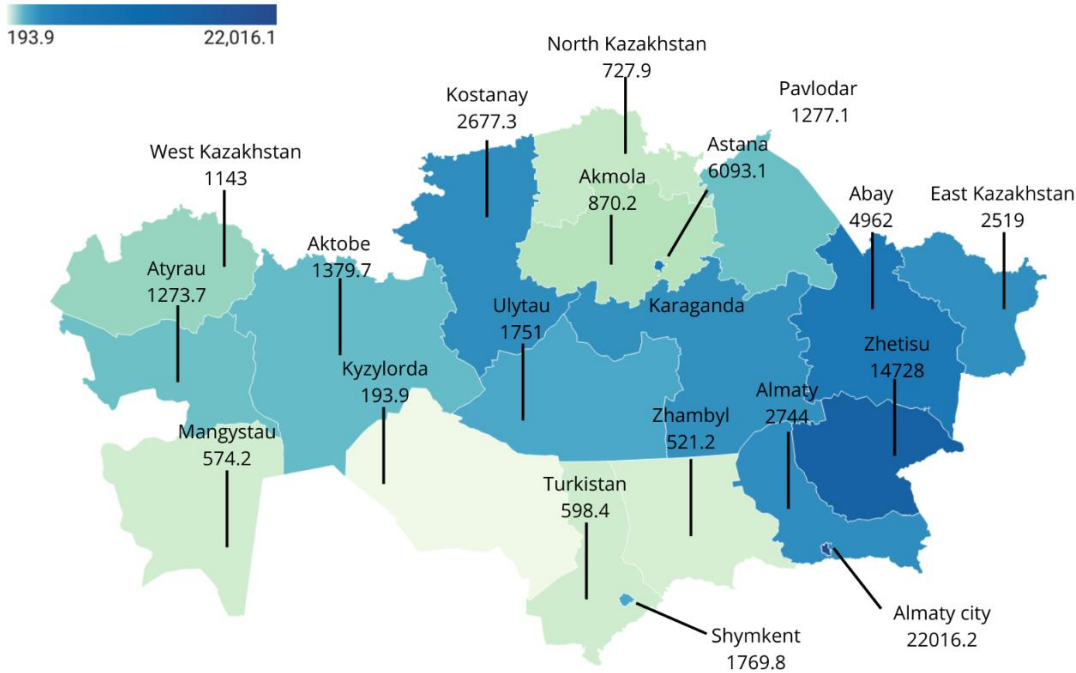 193.9 22,016.1
North Kazakhstan
727.9
Kostanay
2677.3
Pavlodar
1277.1
West Kazakhstan
1143
Astana
6093.1
Akmola
870.2
Abay
4962
East Kazakhstan
2519
Aktobe
1379.7
Atyrau
1273.7
Ulytau
1751
Karaganda
Zhetisu
14728
Kyzylorda
193.9
Almaty
2744
Zhambyl
521.2
Mangystau
574.2
Turkistan
598.4
Almaty city
22016.2
Shymkent
1769.8